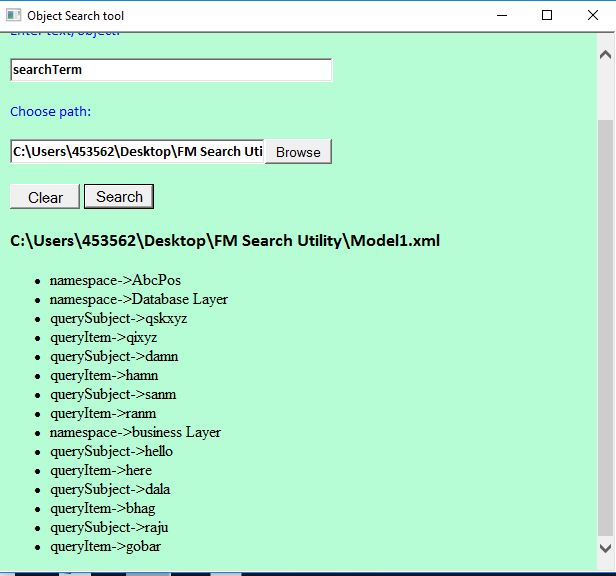 Object Search tool
Enter text/object:
searchTerm
Choose path:
C:\Users\453562\Desktop\FM Search Uti
Browse
Clear
Search
C:\Users\453562\Desktop\FM Search Utility\Model1.xml
namespace->AbcPos
namespace->Database Layer
querySubject->qskxyz
queryItem->qixyz
querySubject->damn
queryItem->hamn
querySubject->sanm
queryItem->ranm
namespace->business Layer
querySubject->hello
queryItem->here
querySubject->dala
queryItem->bhag
querySubject->raju
queryItem->gobar